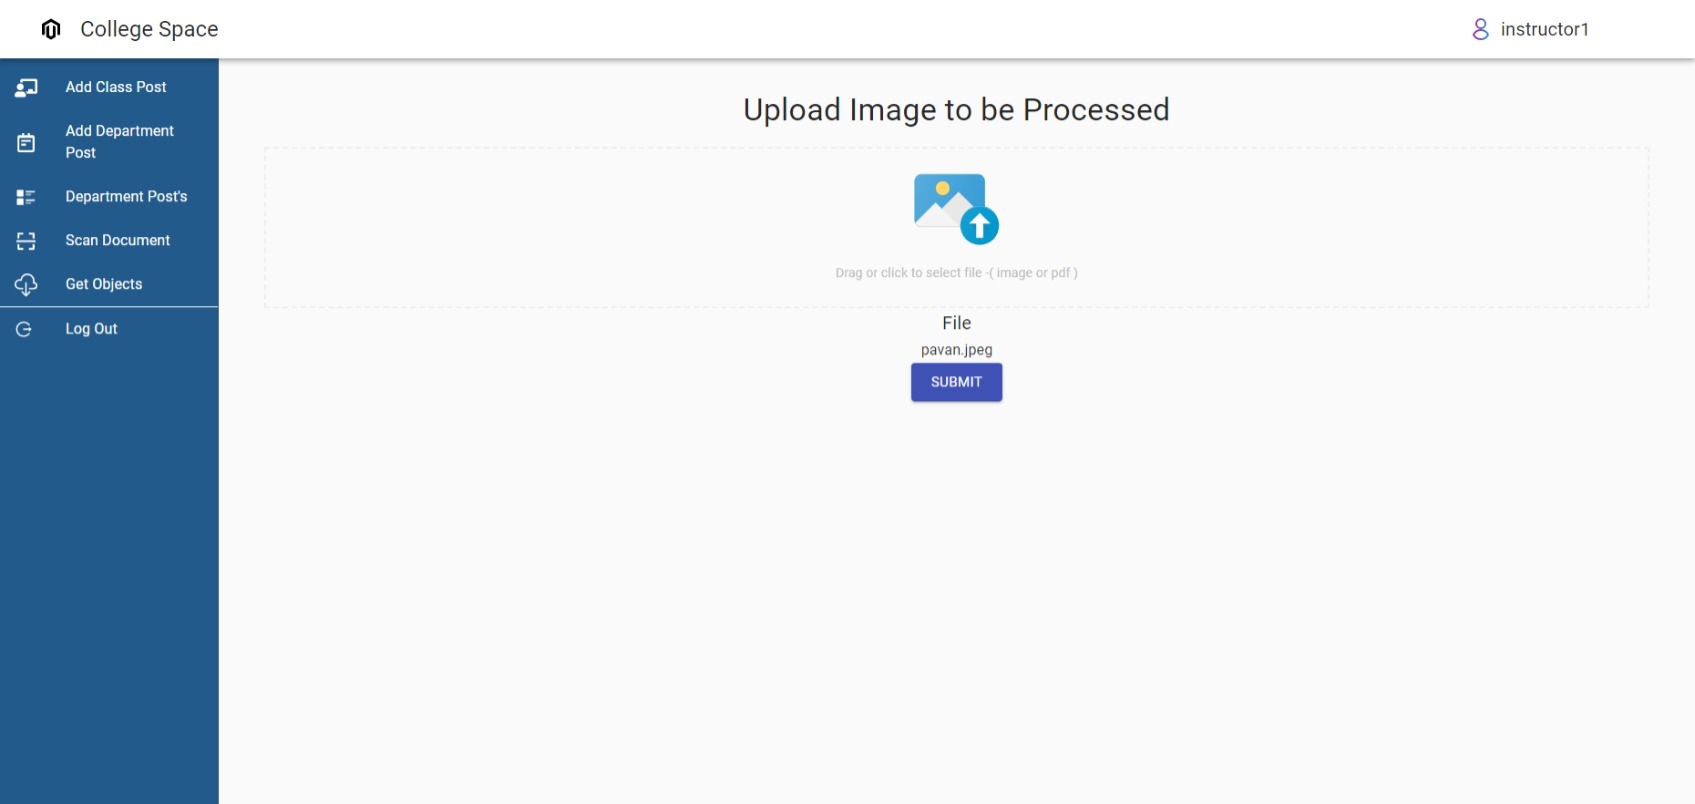 College Space
instructor1
Add Class Post
Add Department
Post
Department Post's
Scan Document
Get Objects
Log Out
Upload Image to be Processed
Drag or click to select file -( image or pdf )
File
pavan.jpeg
SUBMIT